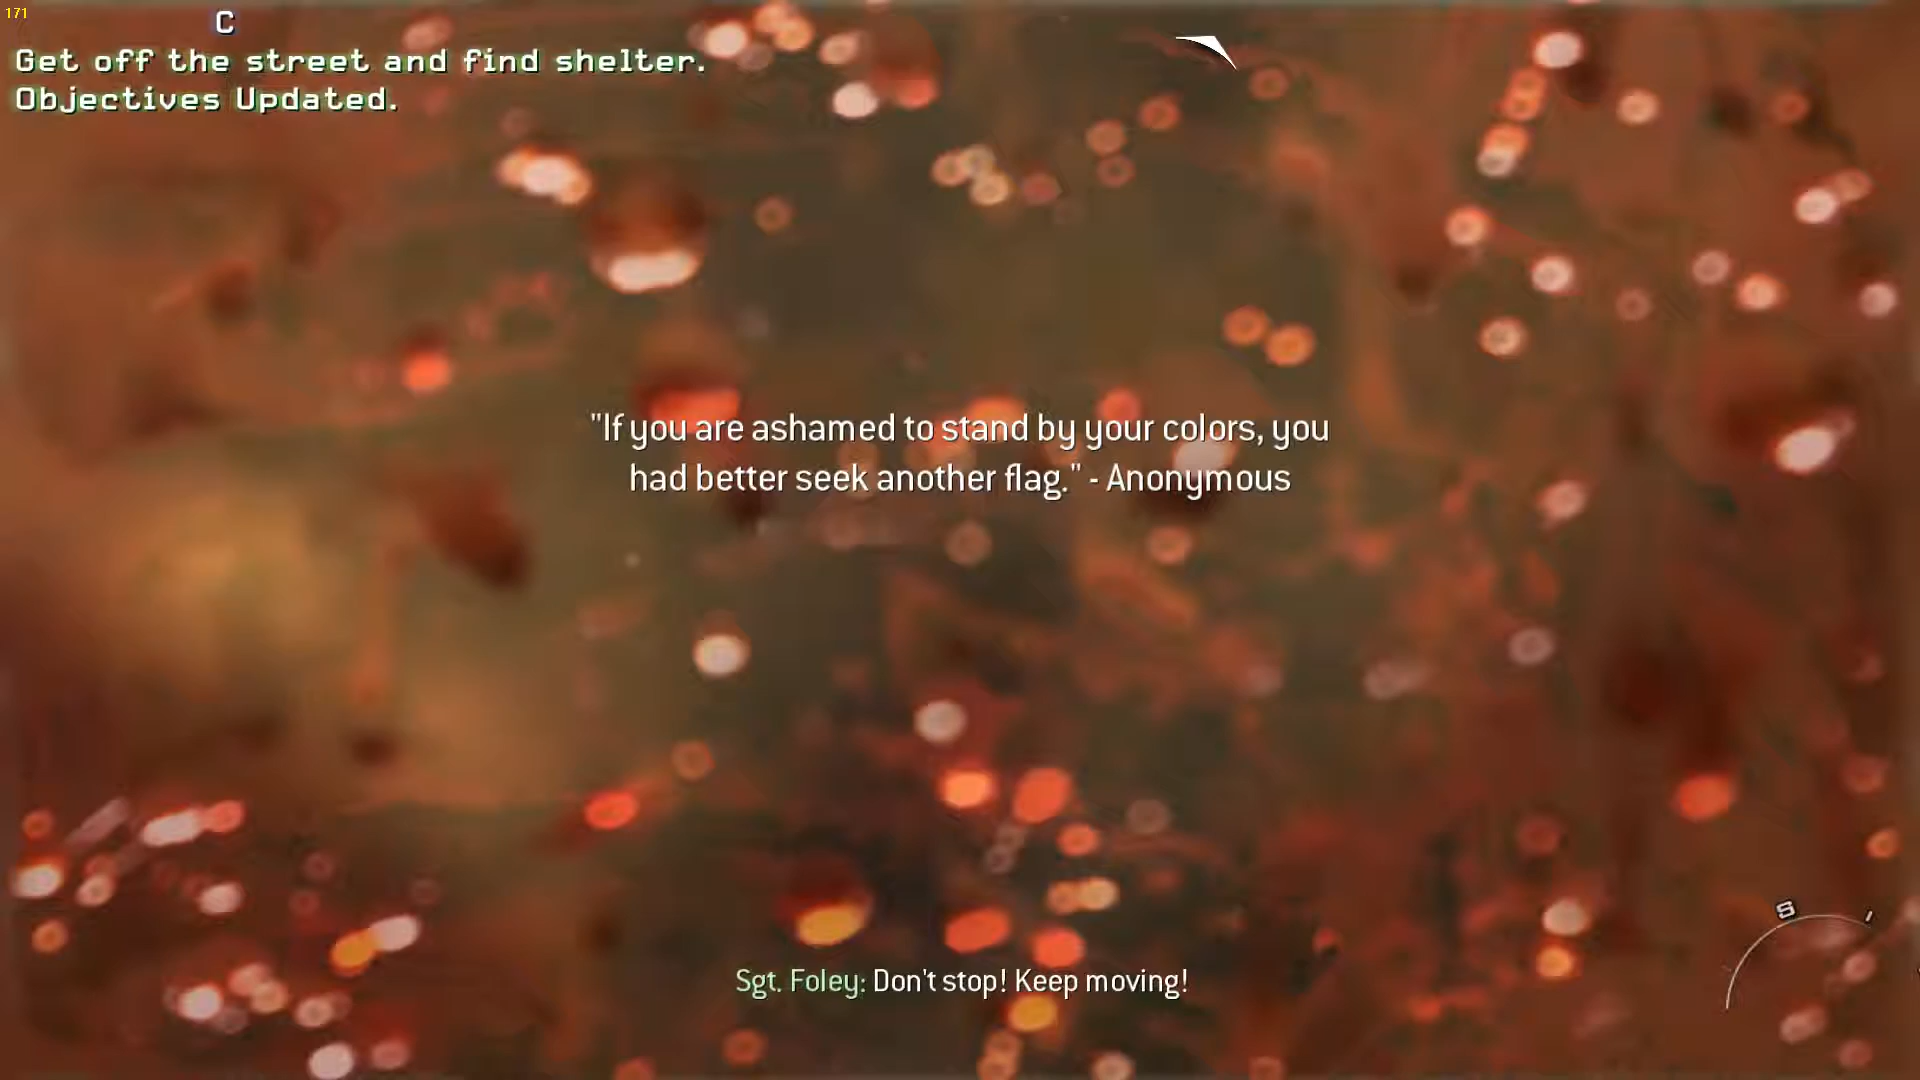 171
C
Get off the street and find shelter.
Objectives Updated.
"If you are ashamed to stand by your colors, you
had better seek another flag." - Anonymous
S
Sgt. Foley: Don't stop! Keep moving!